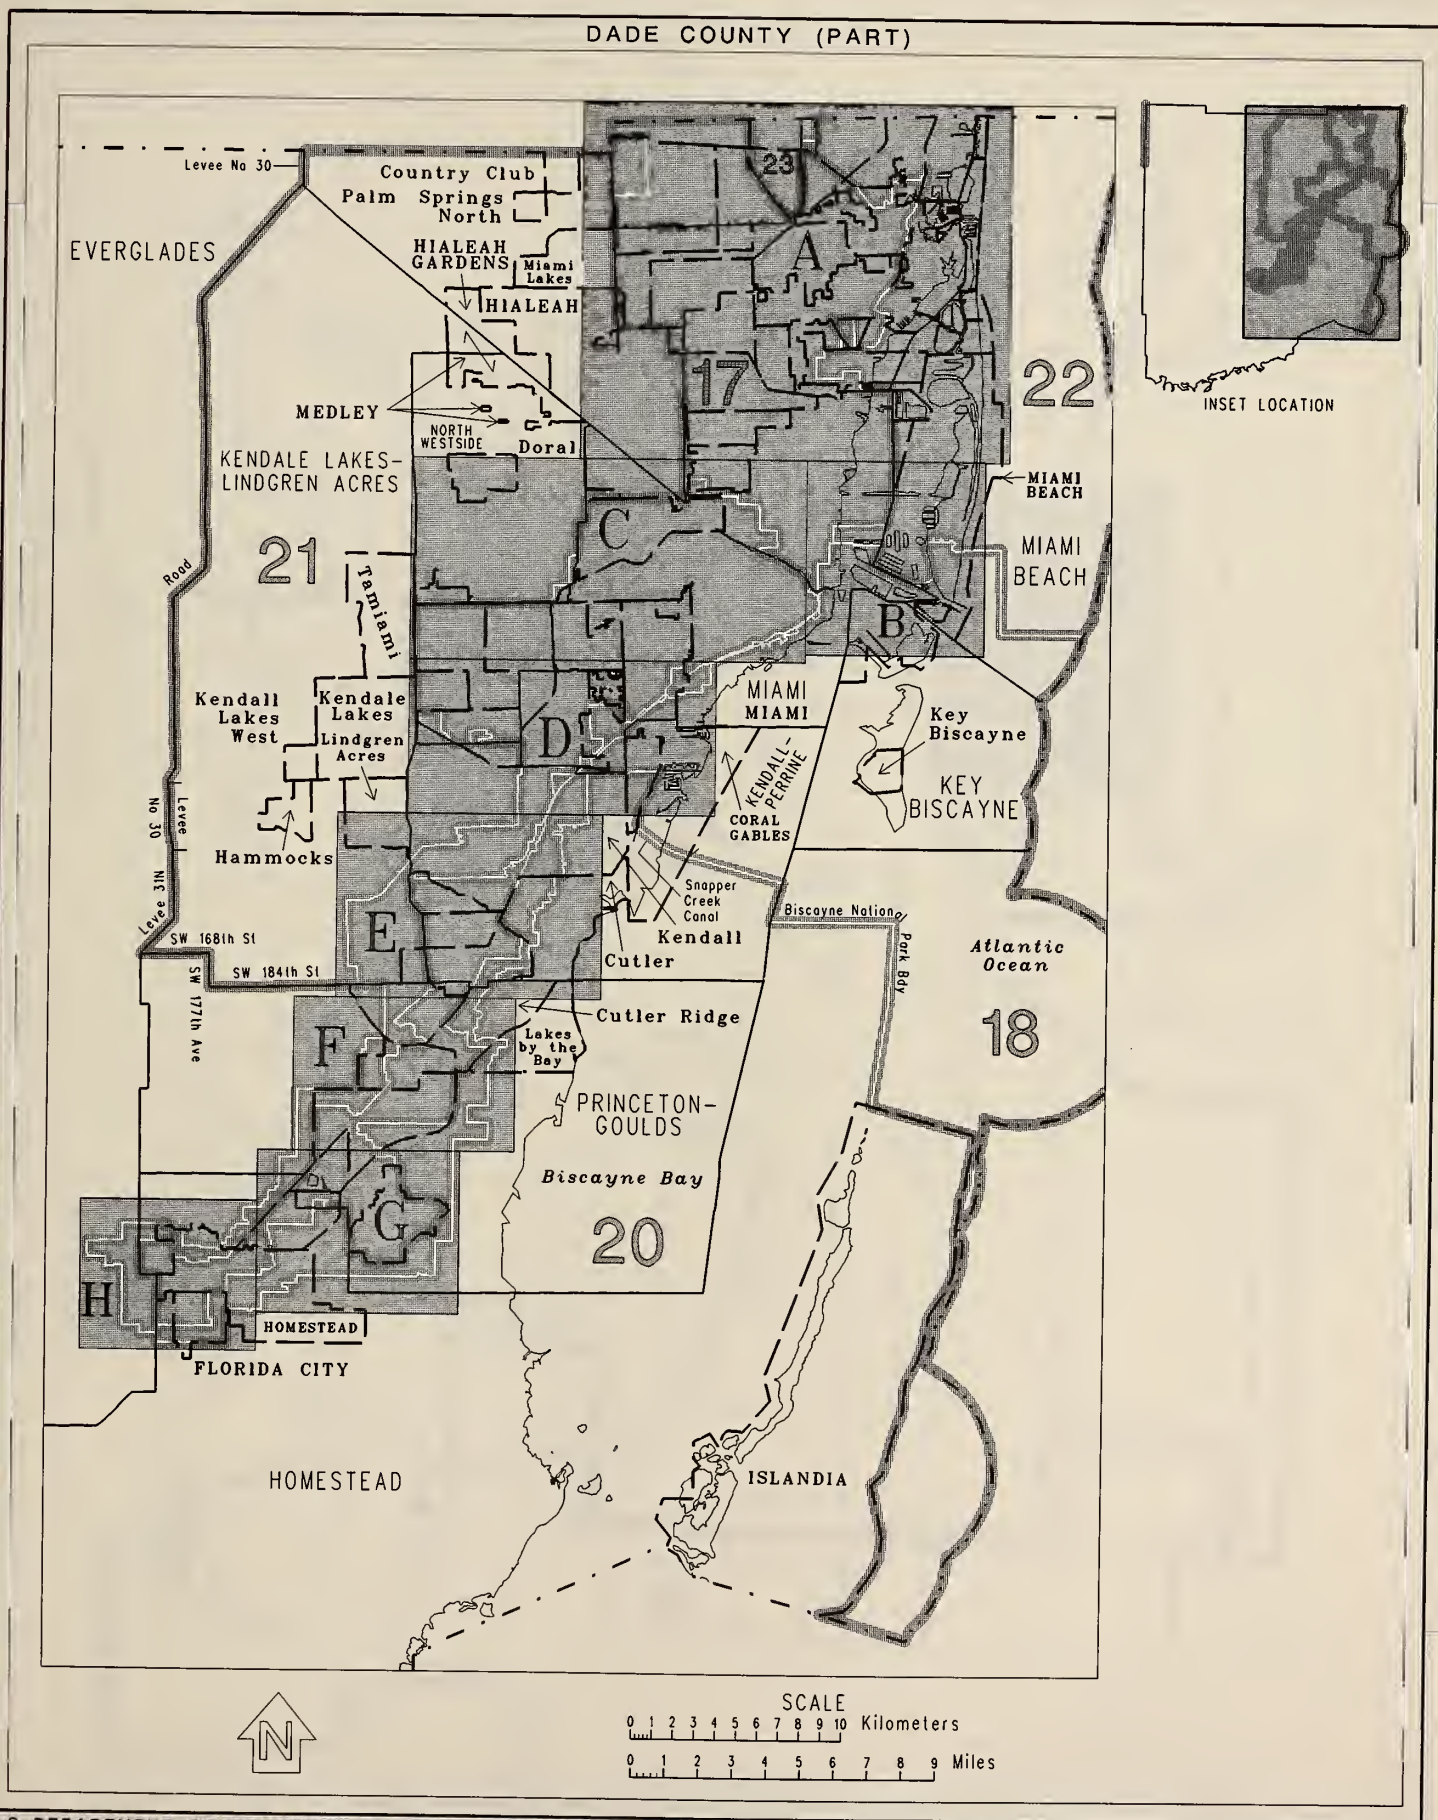 DADE COUNTY (PART)
Levee No 30
Country Club
Palm Springs
North
23
EVERGLADES
HIALEAH
GARDENS
Miami
Lakes
HIALEAH
A
17
22
INSET LOCATION
MEDLEY
NORTH
WESTSIDE
Doral
KENDALE LAKES-
LINDGREN ACRES
MIAMI
BEACH
C
21
MIAMI
BEACH
Road
Tamiami
B
Kendall
Lakes
West
Kendale
Lakes
MIAMI
MIAMI
Key
Biscayne
D
Lindgren
Acres
KENDALL-
PERRINE
KEY
BISCAYNE
Levee
No 30
CORAL
GABLES
Hammocks
Levee 31N
Snapper
Creek
Canal
Biscayne National
Park Bdy
E
SW 168th St
Kendall
Atlantic
Ocean
Cutler
SW 184th St
SW 177th Ave
Cutler Ridge
18
F
Lakes
by the
Bay
PRINCETON-
GOULDS
Biscayne Bay
G
20
H
HOMESTEAD
FLORIDA CITY
HOMESTEAD
ISLANDIA
N
SCALE
0 1 2 3 4 5 6 7 8 9 10 Kilometers
0 1 2 3 4 5 6 7 8 9 Miles